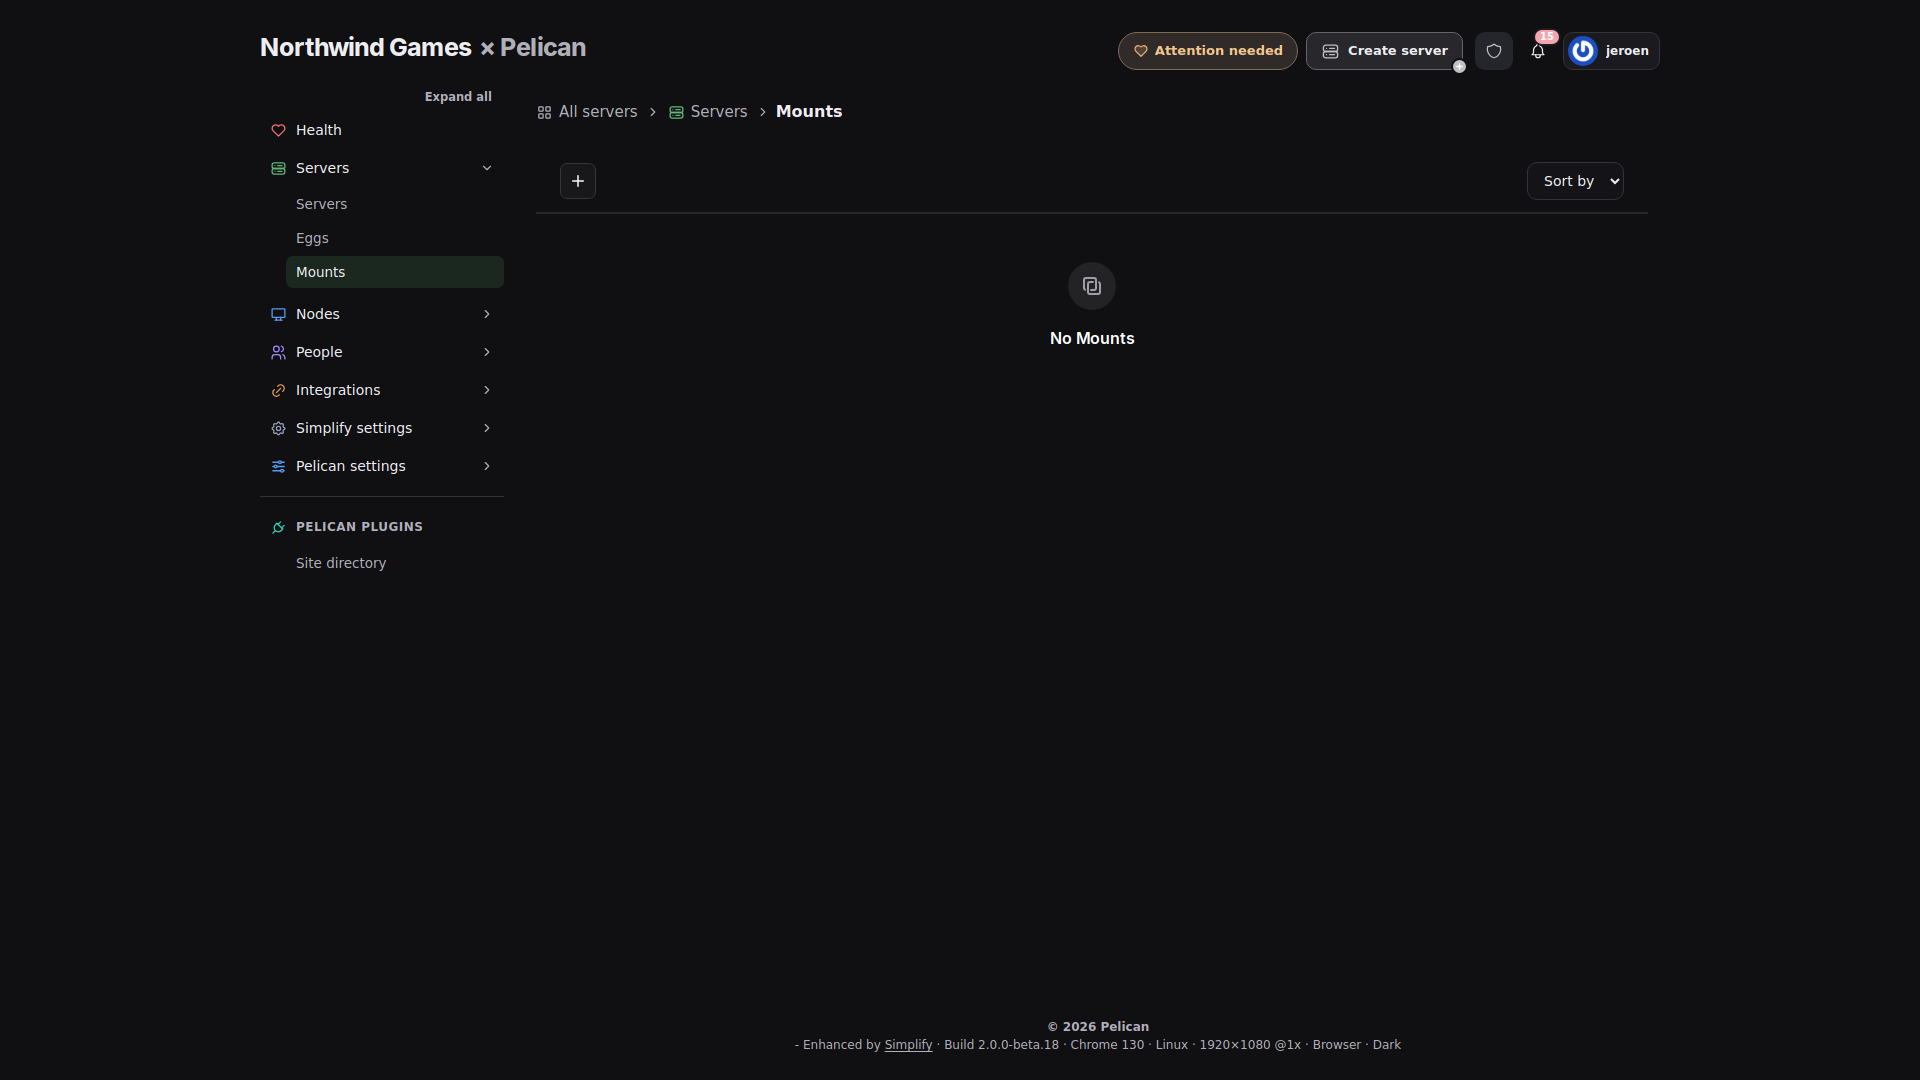 Northwind Games × Pelican
Attention needed
Create server
15
jeroen
Expand all
Health
Servers
Servers
Eggs
Mounts
Nodes
People
Integrations
Simplify settings
Pelican settings
PELICAN PLUGINS
Site directory
All servers > Servers > Mounts
Sort by
No Mounts
© 2026 Pelican
- Enhanced by Simplify · Build 2.0.0-beta.18 · Chrome 130 · Linux · 1920×1080 @1x · Browser · Dark